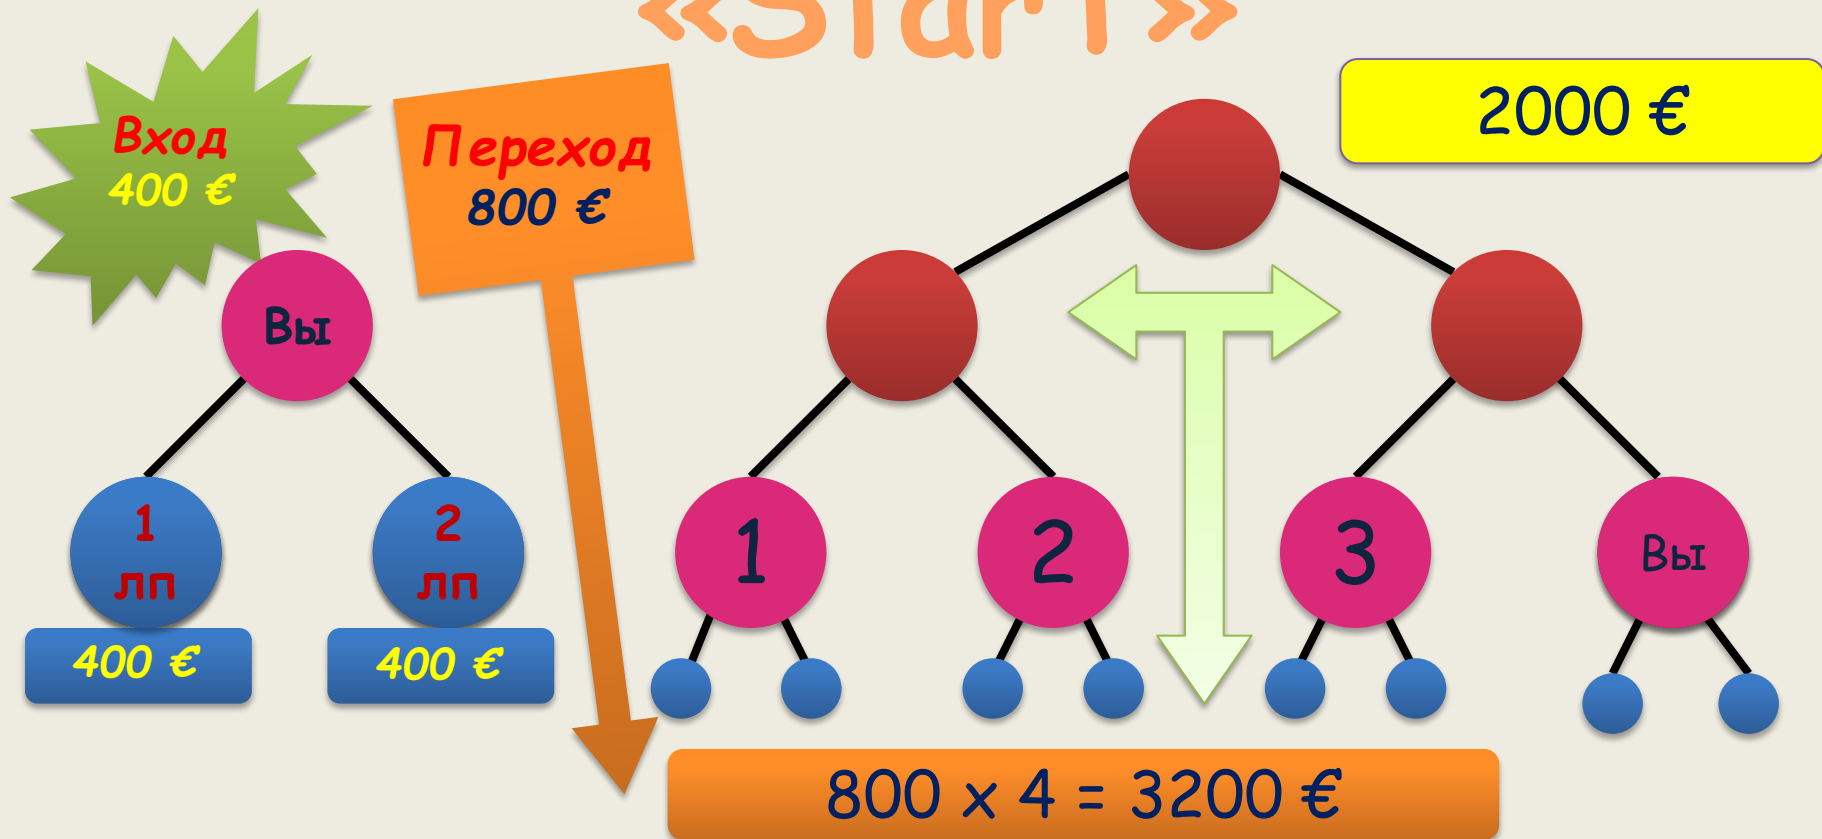 «Start»
2000 €
Вход
400 €
Переход
800 €
Вы
1
лп
2
лп
400 €
400 €
1
2
3
Вы
800 x 4 = 3200 €